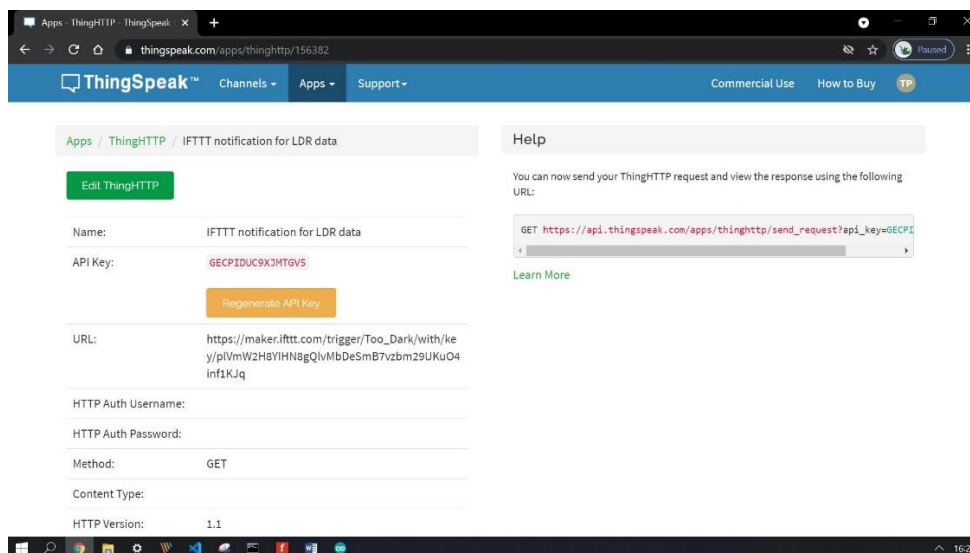 Apps - ThingHTTP - ThingSpeak
thingspeak.com/apps/thinghttp/156382
Paused
ThingSpeak™
Channels
Apps
Support
Commercial Use
How to Buy
TP
Apps / ThingHTTP / IFTTT notification for LDR data
Edit ThingHTTP
Name: IFTTT notification for LDR data
API Key: GECPIDUC9XJMTGV5
Regenerate API Key
URL: https://maker.ifttt.com/trigger/Too_Dark/with/ke
y/plVmW2H8YIHN8gQlvMbDeSmB7vzbm29UKuO4
inf1KJq
HTTP Auth Username:
HTTP Auth Password:
Method: GET
Content Type:
HTTP Version: 1.1
Help
You can now send your ThingHTTP request and view the response using the following
URL:
GET https://api.thingspeak.com/apps/thinghttp/send_request?api_key=GECPI
Learn More